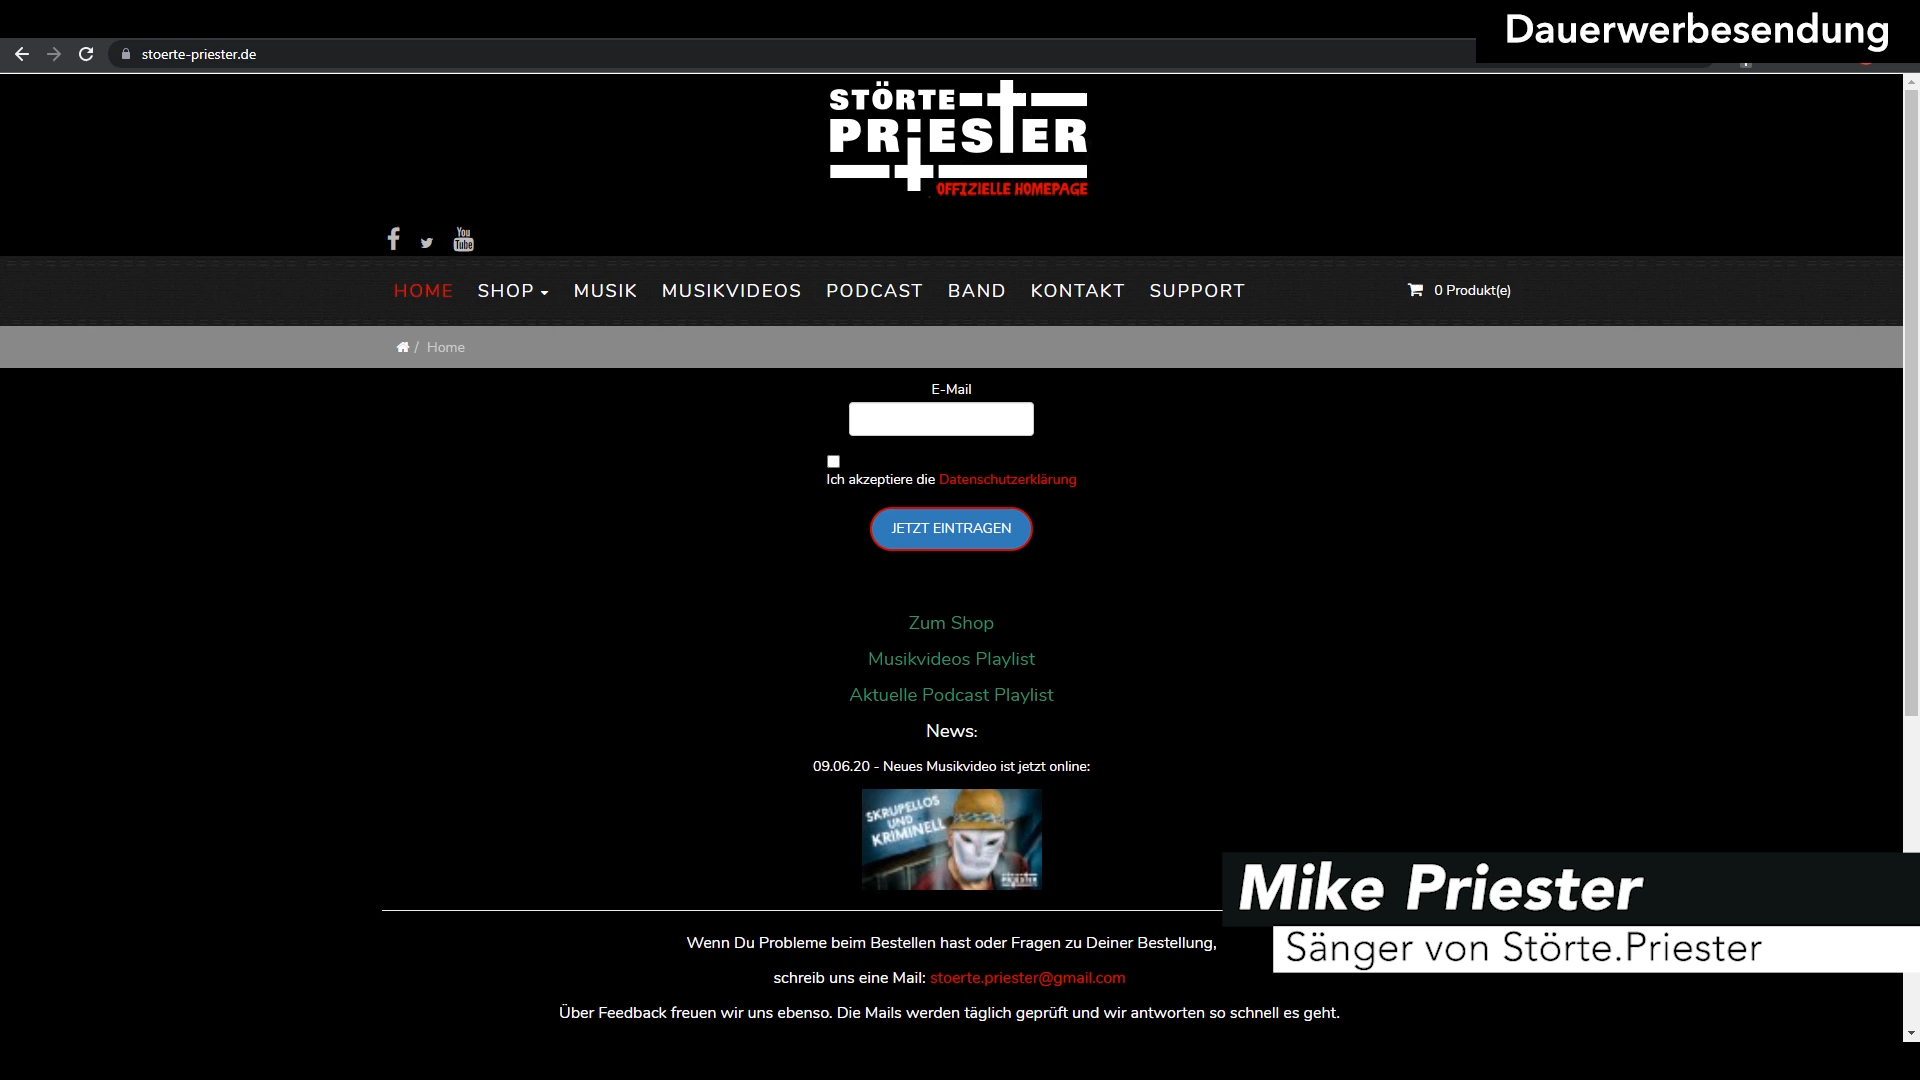 Dauerwerbesendung
stoerte-priester.de
STÖRTE
PRiESTER
OFFIZIELLE HOMEPAGE
You
Tube
HOME SHOP MUSIK MUSIKVIDEOS PODCAST BAND KONTAKT SUPPORT 0 Produkt(e)
/ Home
E-Mail
Ich akzeptiere die Datenschutzerklärung
JETZT EINTRAGEN
Zum Shop
Musikvideos Playlist
Aktuelle Podcast Playlist
News:
09.06.20 - Neues Musikvideo ist jetzt online:
SKRUPELLOS
UND
KRIMINELL
PRIESTER
Mike Priester
Sänger von Störte.Priester
Wenn Du Probleme beim Bestellen hast oder Fragen zu Deiner Bestellung,
schreib uns eine Mail: stoerte.priester@gmail.com
Über Feedback freuen wir uns ebenso. Die Mails werden täglich geprüft und wir antworten so schnell es geht.